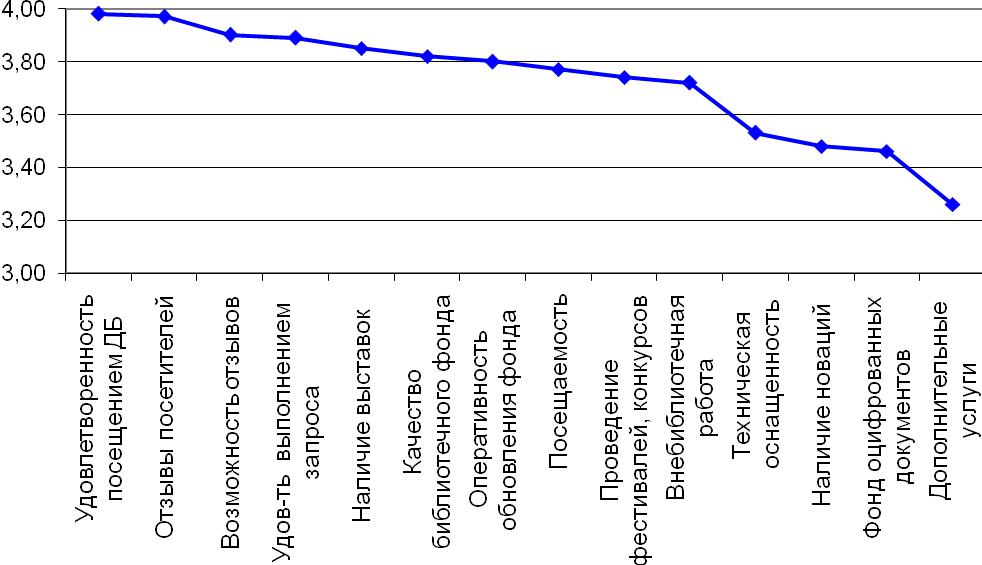 4,00
3,80
3,60
3,40
3,20
3,00
Удовлетворенность
посещением ДБ
Отзывы посетителей
Возможность отзывов
Удов-ть выполнением
запроса
Наличие выставок
Качество
библиотечного фонда
Оперативность
обновления фонда
Посещаемость
Проведение
фестивалей, конкурсов
Внебиблиотечная
работа
Техническая
оснащенность
Наличие новаций
Фонд оцифрованных
документов
Дополнительные
услуги